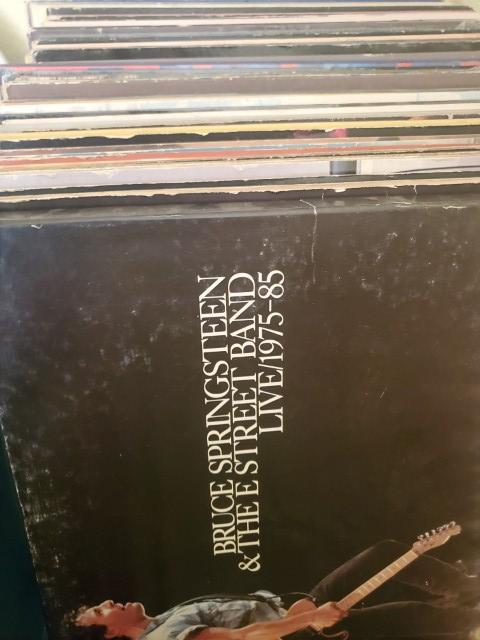 BRUCE SPRINGSTEEN
& THE E STREET BAND
LIVE/1975-85